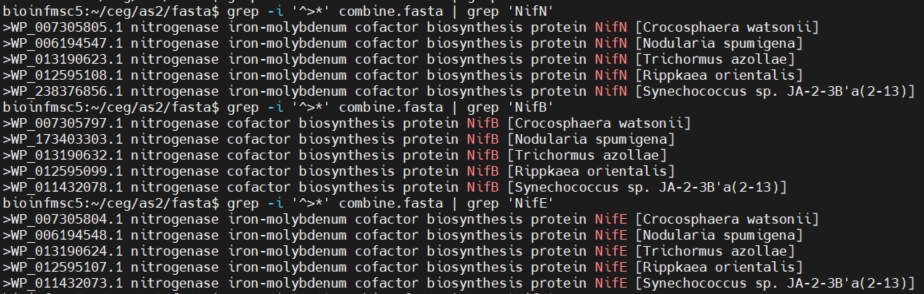 bioinfmsc5:~/ceg/as2/fasta$ grep -i '^>*' combine.fasta | grep 'NifN'
>WP_007305805.1 nitrogenase iron-molybdenum cofactor biosynthesis protein NifN [Crocosphaera watsonii]
>WP_006194547.1 nitrogenase iron-molybdenum cofactor biosynthesis protein NifN [Nodularia spumigena]
>WP_013190623.1 nitrogenase iron-molybdenum cofactor biosynthesis protein NifN [Trichormus azollae]
>WP_012595108.1 nitrogenase iron-molybdenum cofactor biosynthesis protein NifN [Rippkaea orientalis]
>WP_238376856.1 nitrogenase iron-molybdenum cofactor biosynthesis protein NifN [Synechococcus sp. JA-2-3B'a(2-13)]
bioinfmsc5:~/ceg/as2/fasta$ grep -i '^>*' combine.fasta | grep 'NifB'
>WP_007305797.1 nitrogenase cofactor biosynthesis protein NifB [Crocosphaera watsonii]
>WP_173403303.1 nitrogenase cofactor biosynthesis protein NifB [Nodularia spumigena]
>WP_013190632.1 nitrogenase cofactor biosynthesis protein NifB [Trichormus azollae]
>WP_012595099.1 nitrogenase cofactor biosynthesis protein NifB [Rippkaea orientalis]
>WP_011432078.1 nitrogenase cofactor biosynthesis protein NifB [Synechococcus sp. JA-2-3B'a(2-13)]
bioinfmsc5:~/ceg/as2/fasta$ grep -i '^>*' combine.fasta | grep 'NifE'
>WP_007305804.1 nitrogenase iron-molybdenum cofactor biosynthesis protein NifE [Crocosphaera watsonii]
>WP_006194548.1 nitrogenase iron-molybdenum cofactor biosynthesis protein NifE [Nodularia spumigena]
>WP_013190624.1 nitrogenase iron-molybdenum cofactor biosynthesis protein NifE [Trichormus azollae]
>WP_012595107.1 nitrogenase iron-molybdenum cofactor biosynthesis protein NifE [Rippkaea orientalis]
>WP_011432073.1 nitrogenase iron-molybdenum cofactor biosynthesis protein NifE [Synechococcus sp. JA-2-3B'a(2-13)]